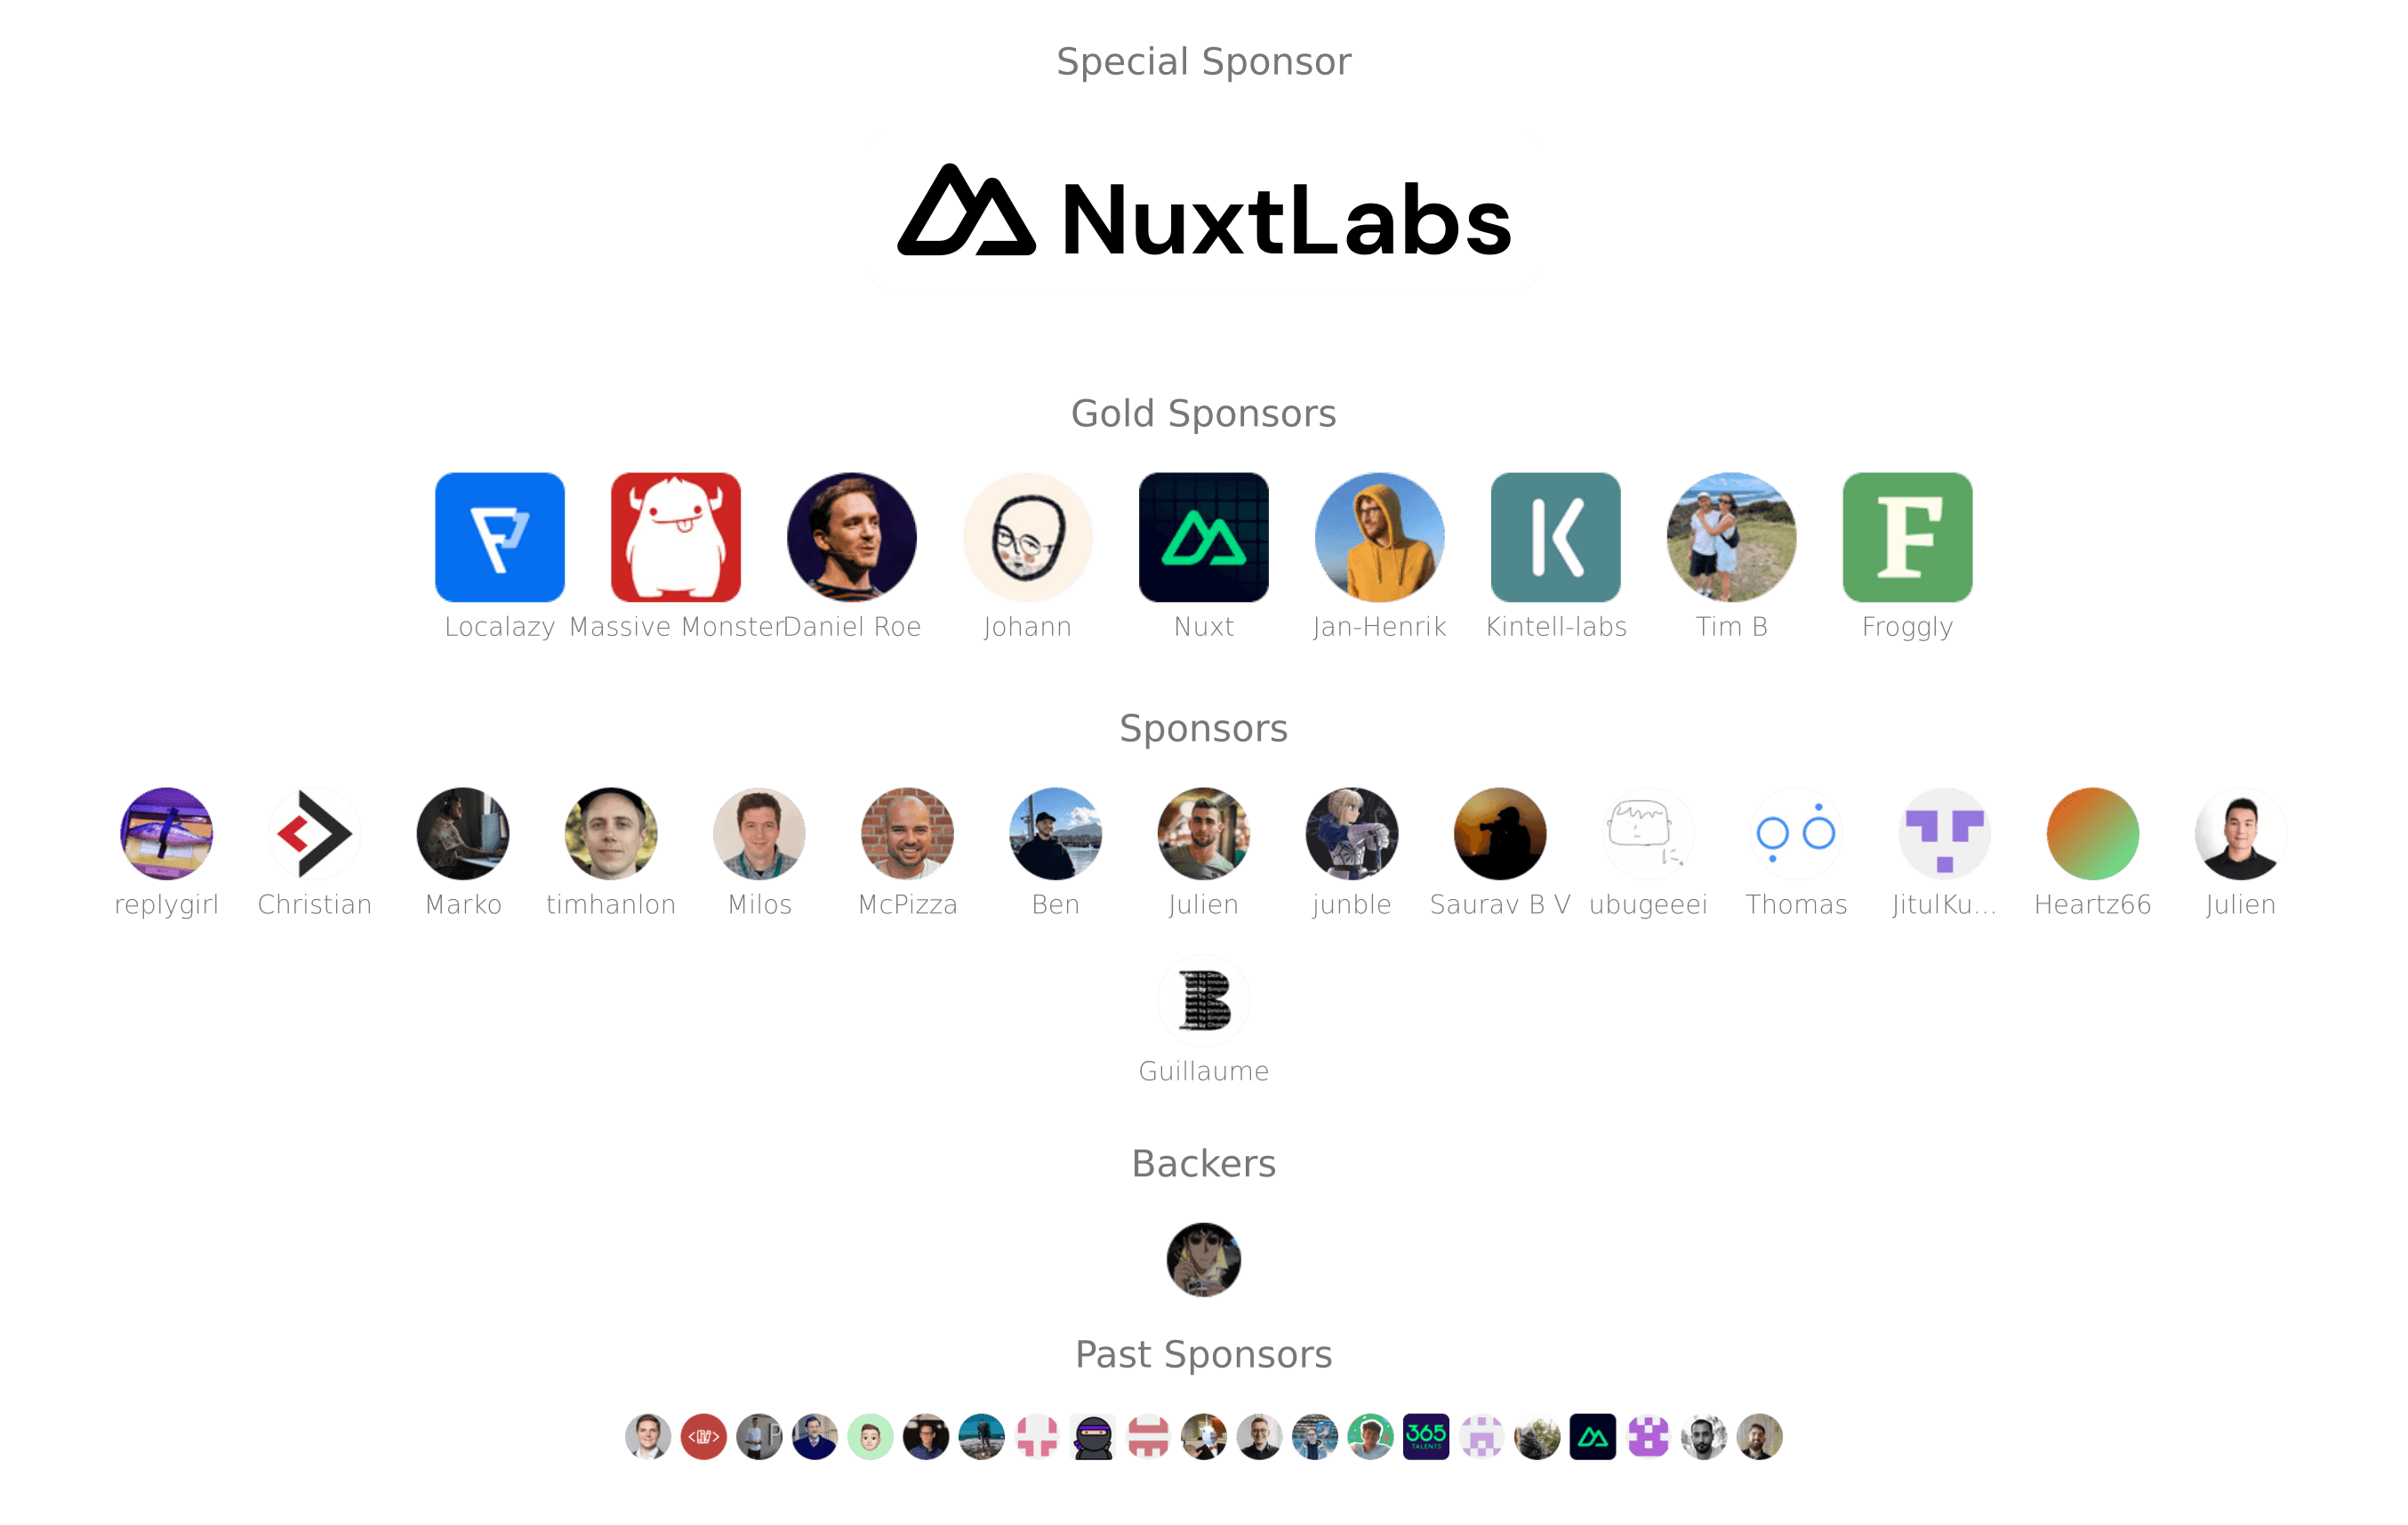 Special Sponsor
NuxtLabs
Gold Sponsors
Localazy Massive Monster Daniel Roe Johann Nuxt Jan-Henrik Kintell-labs Tim B Froggly
Sponsors
replygirl Christian Marko timhanlon Milos McPizza Ben Julien junble Saurav B V ubugeeei Thomas JitulKu... Heartz66 Julien
Guillaume
Backers
Past Sponsors
365
TALENTS